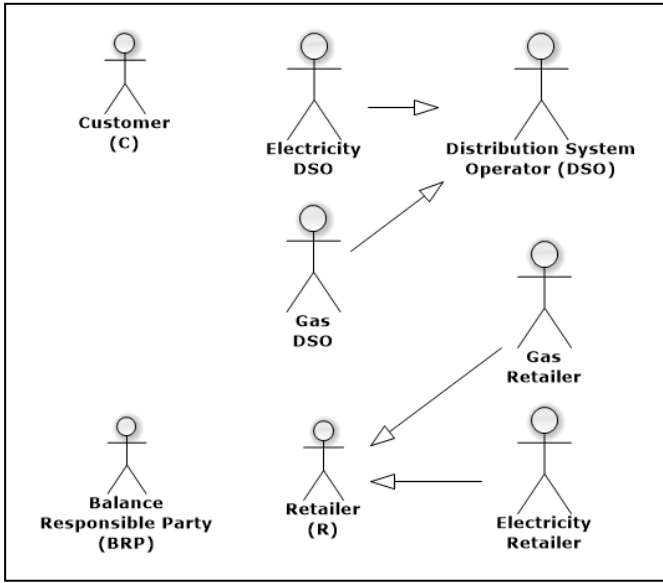 Customer
(C)
Electricity
DSO
Distribution System
Operator (DSO)
Gas
DSO
Gas
Retailer
Balance
Responsible Party
(BRP)
Retailer
(R)
Electricity
Retailer